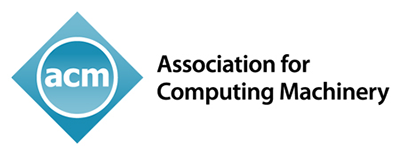 acm
Association for
Computing Machinery